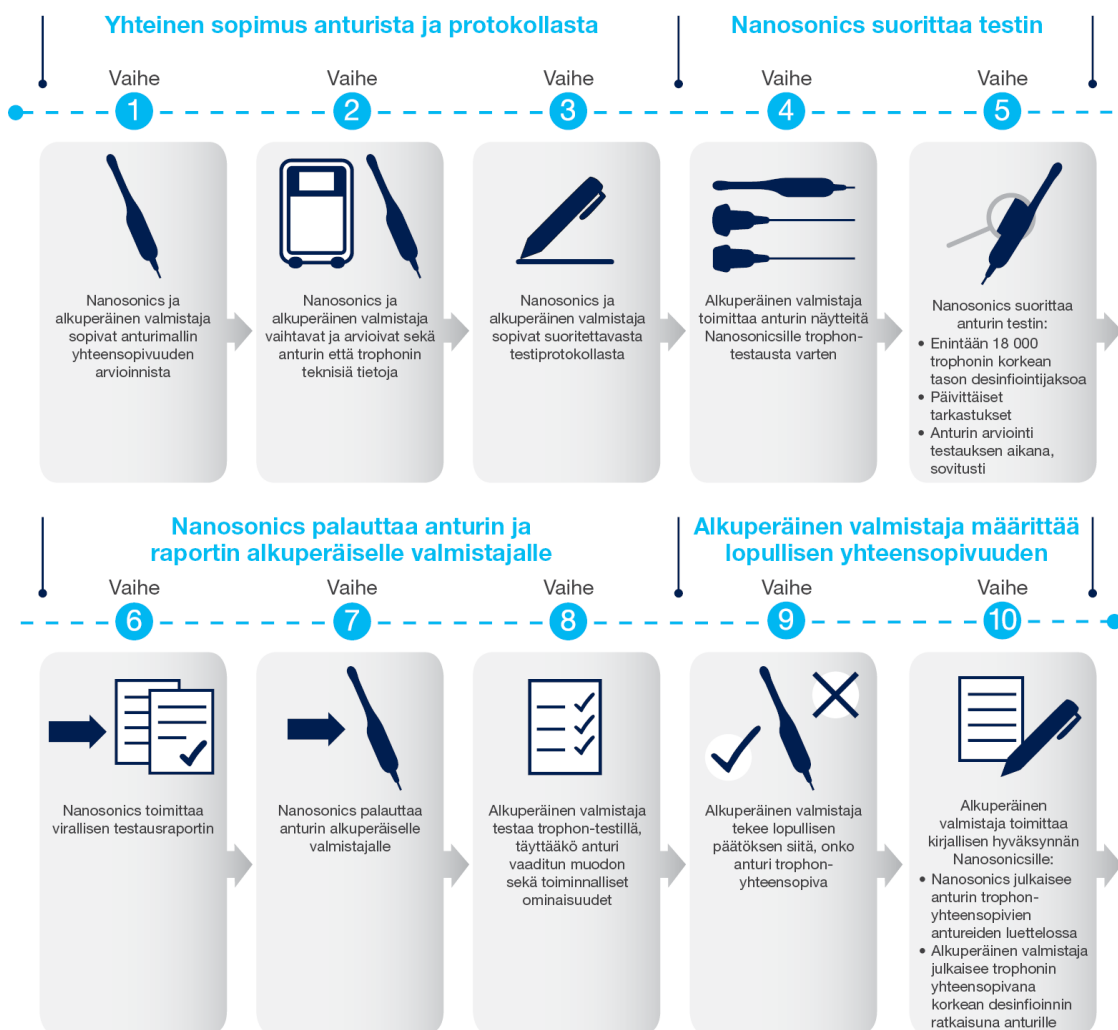 Yhteinen sopimus anturista ja protokollasta
Nanosonics suorittaa testin
Vaihe
1
Vaihe
2
Vaihe
3
Vaihe
4
Vaihe
5
Nanosonics ja
alkuperäinen valmistaja
sopivat anturimallin
yhteensopivuuden
arvioinnista
Nanosonics ja
alkuperäinen valmistaja
vaihtavat ja arvioivat sekä
anturin että trophonin
teknisiä tietoja
Nanosonics ja
alkuperäinen valmistaja
sopivat suoritettavasta
testiprotokollasta
Alkuperäinen valmistaja
toimittaa anturin näytteitä
Nanosonicsille trophon-
testausta varten
Nanosonics suorittaa
anturin testin:
• Enintään 18 000
trophonin korkean
tason desinfiointijaksoa
• Päivittäiset
tarkastukset
• Anturin arviointi
testauksen aikana,
sovitusti
Nanosonics palauttaa anturin ja
raportin alkuperäiselle valmistajalle
Alkuperäinen valmistaja määrittää
lopullisen yhteensopivuuden
Vaihe
6
Vaihe
7
Vaihe
8
Vaihe
9
Vaihe
10
Nanosonics toimittaa
virallisen testausraportin
Nanosonics palauttaa
anturin alkuperäiselle
valmistajalle
Alkuperäinen valmistaja
testaa trophon-testillä,
täyttääkö anturi
vaaditun muodon
sekä toiminnalliset
ominaisuudet
Alkuperäinen valmistaja
tekee lopullisen
päätöksen siitä, onko
anturi trophon-
yhteensopiva
Alkuperäinen
valmistaja toimittaa
kirjallisen hyväksynnän
Nanosonicsille:
• Nanosonics julkaisee
anturin trophon-
yhteensopivien
antureiden luettelossa
• Alkuperäinen valmistaja
julkaisee trophonin
yhteensopivana
korkean desinfioinnin
ratkaisuna anturille